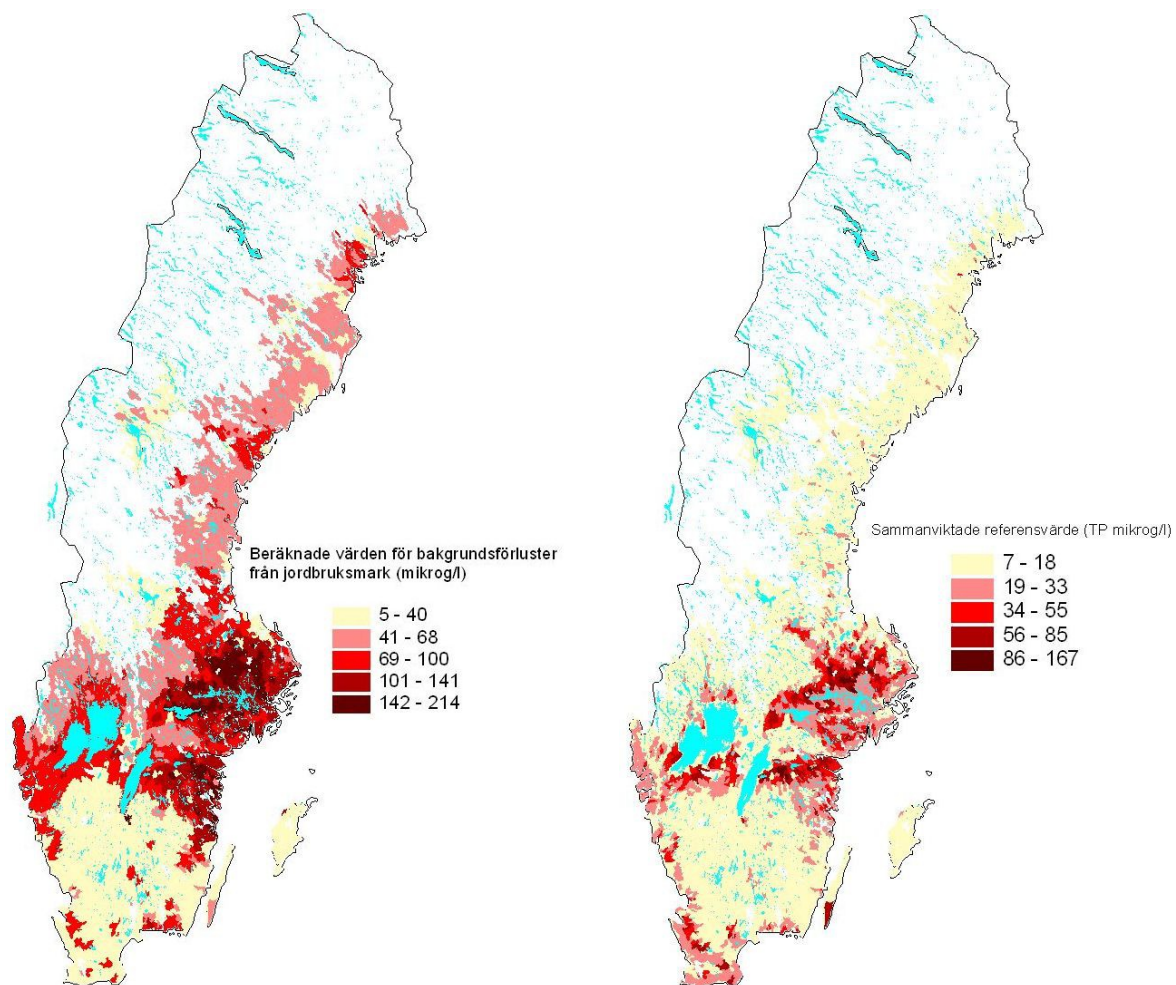 Beräknade värden för bakgrundsförluster
från jordbruksmark (mikrog/l)
5 - 40
41 - 68
69 - 100
101 - 141
142 - 214
Sammanviktade referensvärde (TP mikrog/l)
7 - 18
19 - 33
34 - 55
56 - 85
86 - 167